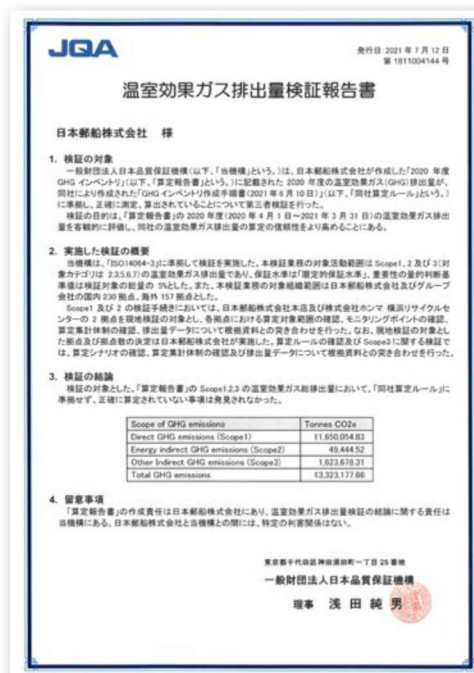 JQA
発行日:2021 年 7 月 12 日
第 1811004144 号
温室効果ガス排出量検証報告書
日本郵船株式会社 様
1. 検証の対象
一般財団法人日本品質保証機構(以下、「当機構」という。)は、日本郵船株式会社が作成した「2020 年度
GHG インベントリ」(以下、「算定報告書」という。)に記載された 2020 年度の温室効果ガス(GHG)排出量が、
同社により作成された「GHG インベントリ作成手順書(2021 年 6 月 10 日)」(以下、「同社算定ルール」という。)
に準拠し、正確に測定、算出されていることについて第三者検証を行った。
検証の目的は、「算定報告書」の 2020 年度(2020 年 4 月 1 日~2021 年 3 月 31 日)の温室効果ガス排出
量を客観的に評価し、同社の温室効果ガス排出量の算定の信頼性をより高めることにある。
2. 実施した検証の概要
当機構は、「ISO14064-3」に準拠して検証を実施した。本検証業務の対象活動範囲は Scope1、2 及び 3(対
象カテゴリは 2,3,5,6,7)の温室効果ガス排出量であり、保証水準は「限定的保証水準」、重要性の量的判断基
準値は検証対象の総量の 5%とした。また、本検証業務の対象組織範囲は日本郵船株式会社及びグループ
会社の国内 230 拠点、海外 157 拠点とした。
Scope1 及び 2 の検証手続きにおいては、日本郵船株式会社本店及び株式会社ホンマ 横浜リサイクルセ
ンターの 2 拠点を現地検証の対象とし、各拠点における算定対象範囲の確認、モニタリングポイントの確認、
算定集計体制の確認、排出量データについて根拠資料との突き合わせを行った。なお、現地検証の対象とし
た拠点及び拠点数の決定は日本郵船株式会社が実施した。算定ルールの確認及び Scope3 に関する検証で
は、算定シナリオの確認、算定集計体制の確認及び排出量データについて根拠資料との突き合わせを行った。
3. 検証の結論
検証の対象とした、「算定報告書」の Scope1,2,3 の温室効果ガス総排出量において、「同社算定ルール」に
準拠せず、正確に算定されていない事項は発見されなかった。
Scope of GHG emissions Tonnes CO2e
Direct GHG emissions (Scope1) 11,650,054.83
Energy indirect GHG emissions (Scope2) 49,444.52
Other Indirect GHG emissions (Scope3) 1,623,678.31
Total GHG emissions 13,323,177.66
4. 留意事項
「算定報告書」の作成責任は日本郵船株式会社にあり、温室効果ガス排出量の検証の結論に関する責任は
当機構にある。日本郵船株式会社と当機構との間には、特定の利害関係はない。
東京都千代田区神田須田町一丁目 25 番地
一般財団法人日本品質保証機構
理事 浅 田 純 男